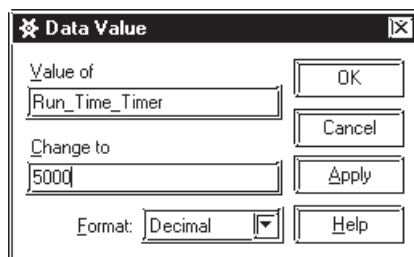 Data Value
Value of
Run_Time_Timer
OK
Cancel
Change to
5000
Apply
Format: Decimal
Help